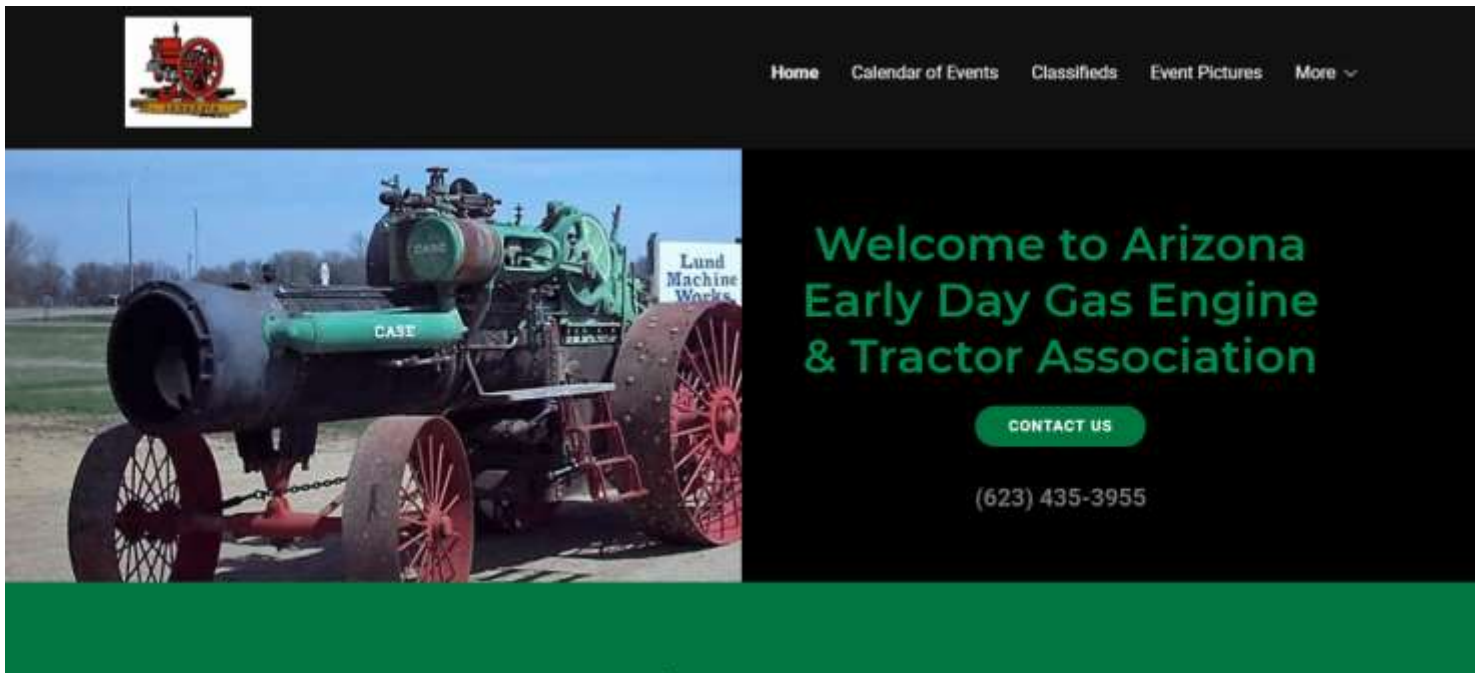 Home
Calendar of Events
Classifieds
Event Pictures
More
Lund
Machine
Works
CASE
CASE
Welcome to Arizona
Early Day Gas Engine
& Tractor Association
CONTACT US
(623) 435-3955